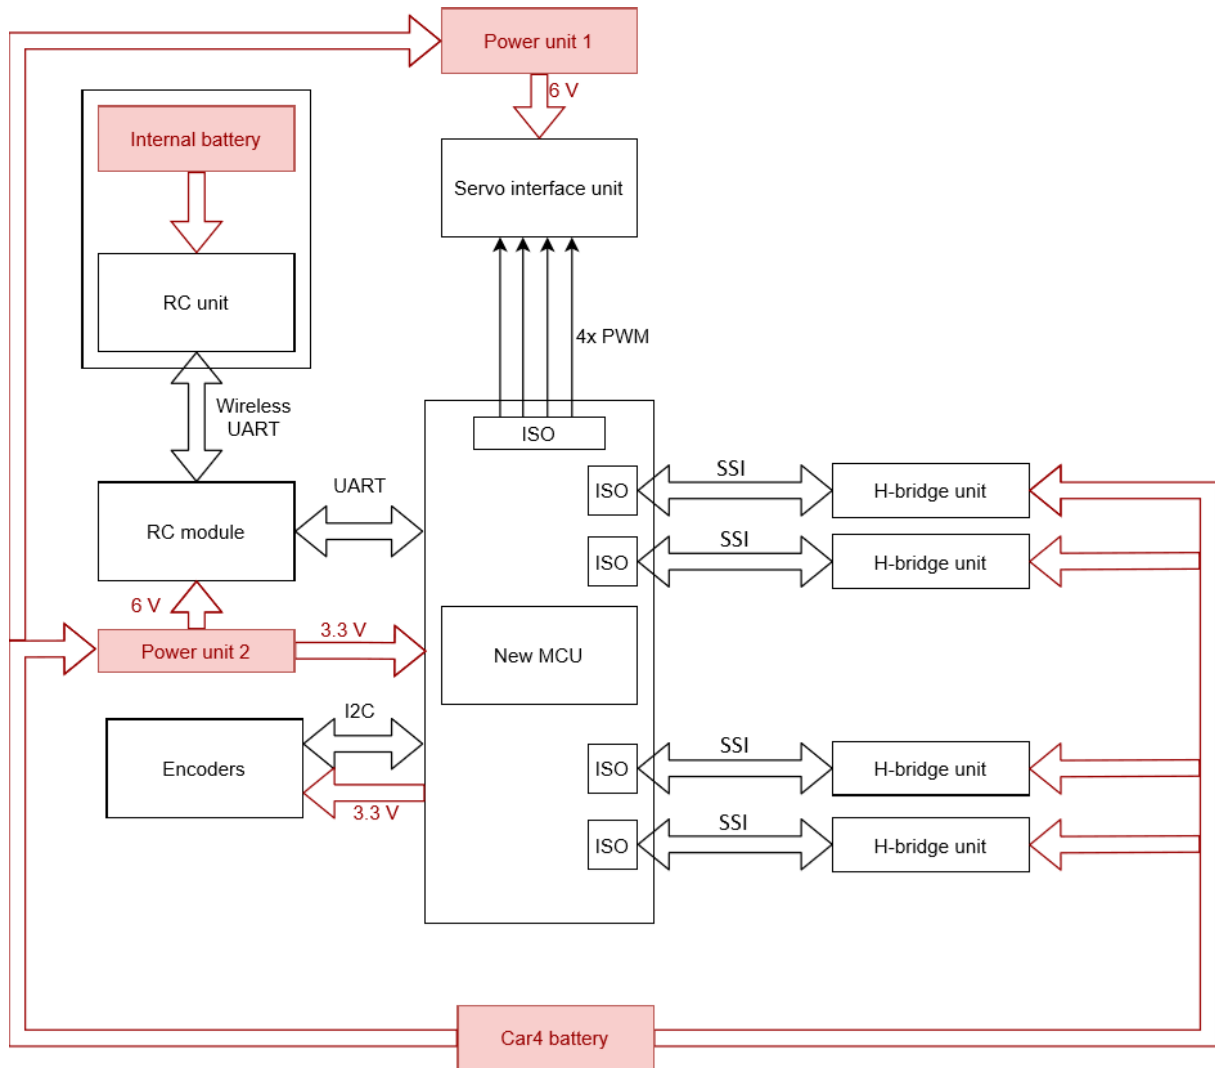 Power unit 1
6 V
Internal battery
Servo interface unit
RC unit
4x PWM
Wireless
UART
ISO
SSI
ISO
H-bridge unit
UART
RC module
SSI
ISO
H-bridge unit
6 V
3.3 V
Power unit 2
New MCU
I2C
SSI
Encoders
ISO
H-bridge unit
3.3 V
SSI
ISO
H-bridge unit
Car4 battery